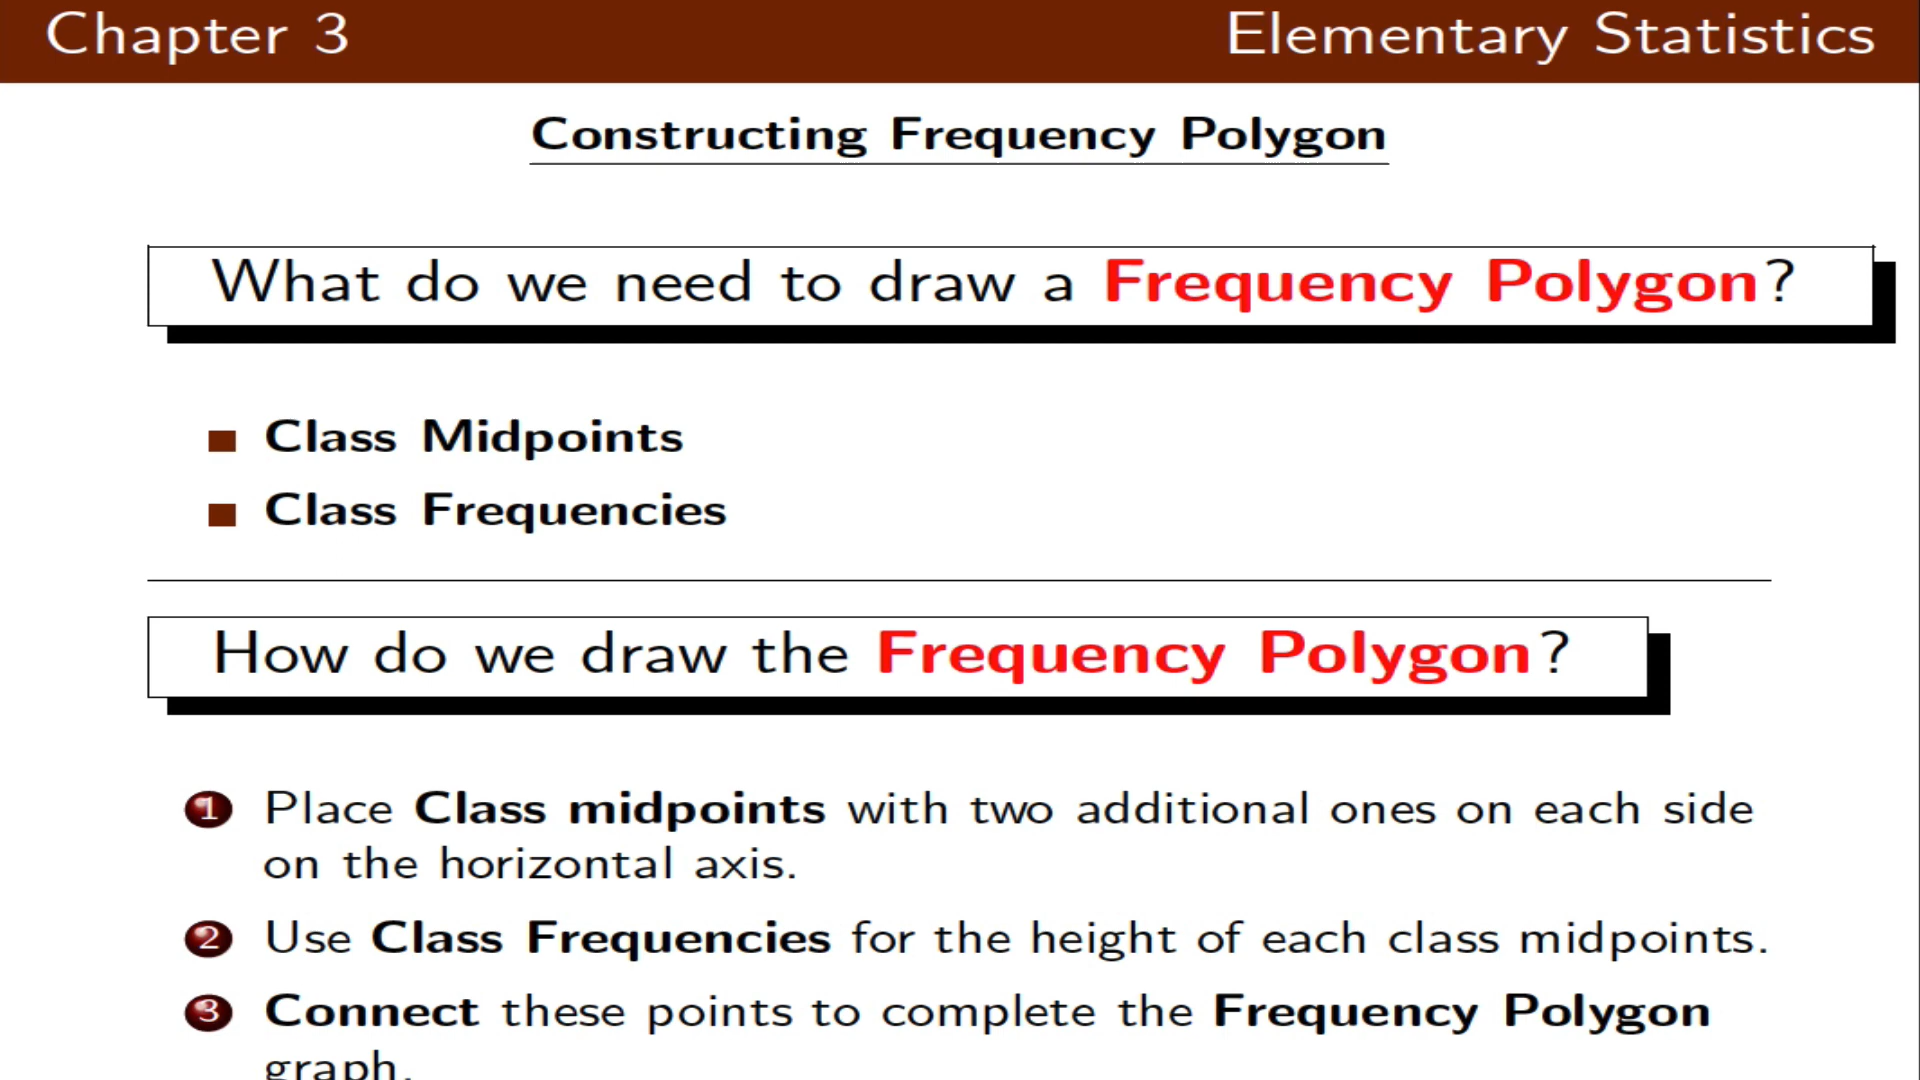 Chapter 3 Elementary Statistics
Constructing Frequency Polygon
What do we need to draw a Frequency Polygon?
Class Midpoints
Class Frequencies
How do we draw the Frequency Polygon?
1 Place Class midpoints with two additional ones on each side
on the horizontal axis.
2 Use Class Frequencies for the height of each class midpoints.
3 Connect these points to complete the Frequency Polygon
graph.